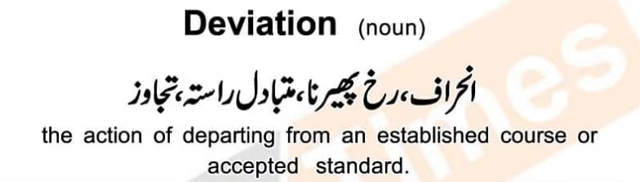 Deviation (noun)
انحراف، رخ پھیرنا، متبادل راستہ، تجاوز
the action of departing from an established course or
accepted standard.
Times